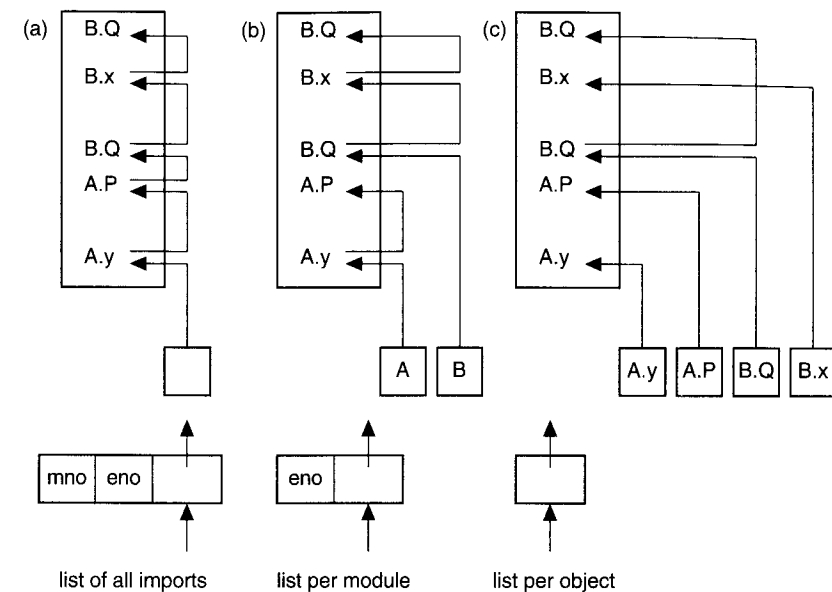 (a)
B.Q
B.x
B.Q
A.P
A.y
mno eno
list of all imports
(b)
B.Q
B.x
B.Q
A.P
A.y
A B
eno
list per module
(c)
B.Q
B.x
B.Q
A.P
A.y
A.y A.P B.Q B.x
list per object